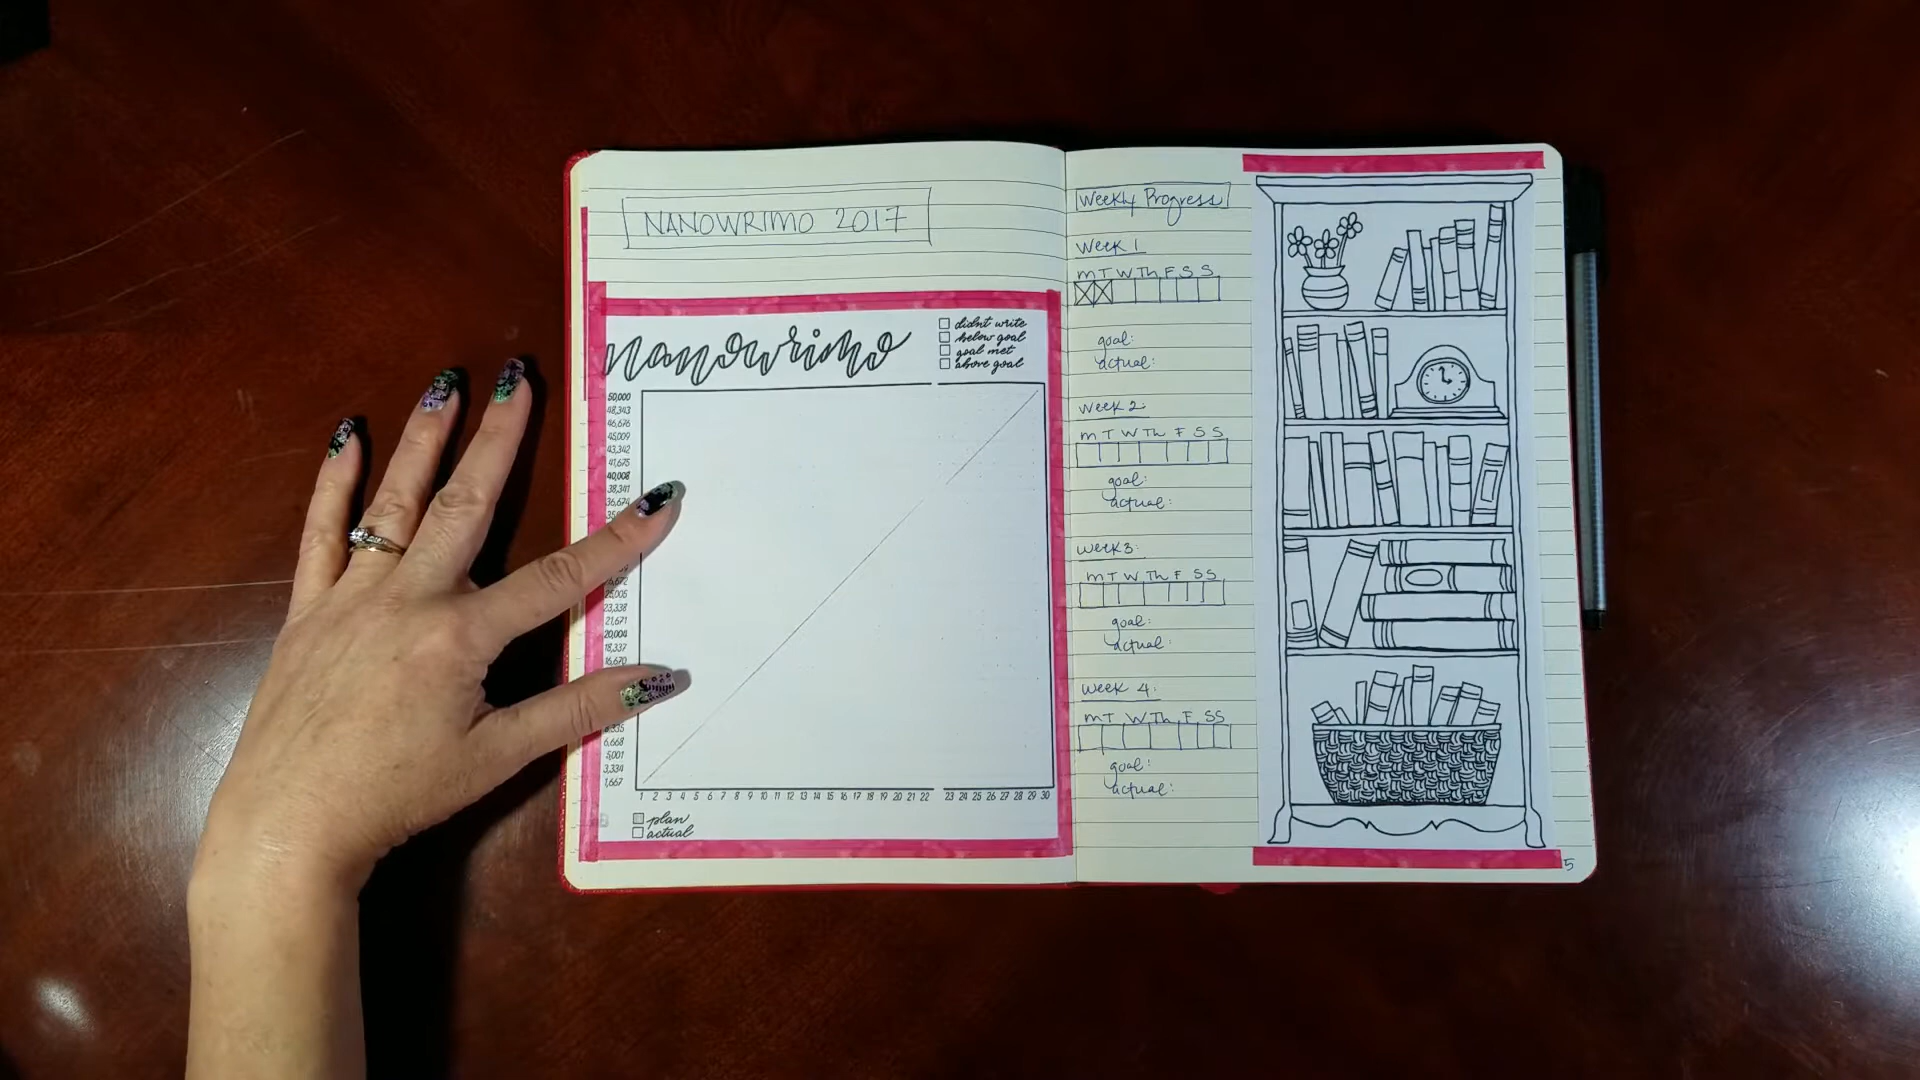 NANOWRIMO 2017
nanowrimo
didnt write
below goal
goal met
above goal
50,000
48,343
46,676
45,009
43,342
41,675
40,008
38,341
36,674
25,005
23,338
21,671
20,004
18,337
16,670
6,668
5,001
3,334
1,667
1 2 3 4 5 6 7 8 9 10 11 12 13 14 15 16 17 18 19 20 21 22 23 24 25 26 27 28 29 30
plan
actual
Weekly Progress
Week 1
M T W Th F S S
goal:
actual:
Week 2:
M T W Th F S S
goal:
actual:
Week 3:
M T W Th F S S
goal:
actual:
Week 4:
M T W Th F S S
goal:
actual:
5